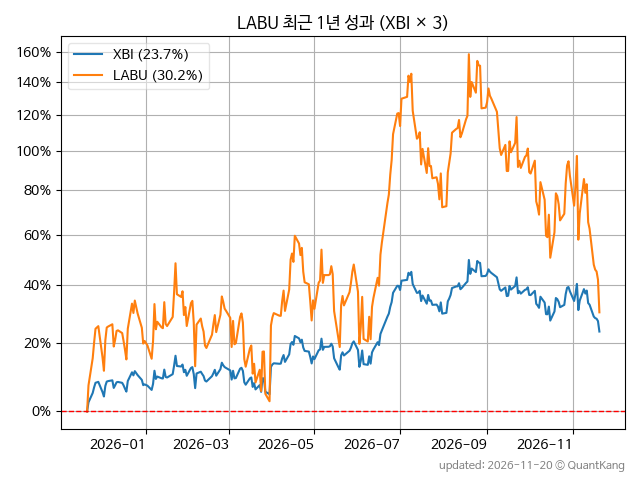 LABU 최근 1년 성과 (XBI × 3)
XBI (23.7%)
LABU (30.2%)
160%
140%
120%
100%
80%
60%
40%
20%
0%
2026-01 2026-03 2026-05 2026-07 2026-09 2026-11
updated: 2026-11-20 © QuantKang